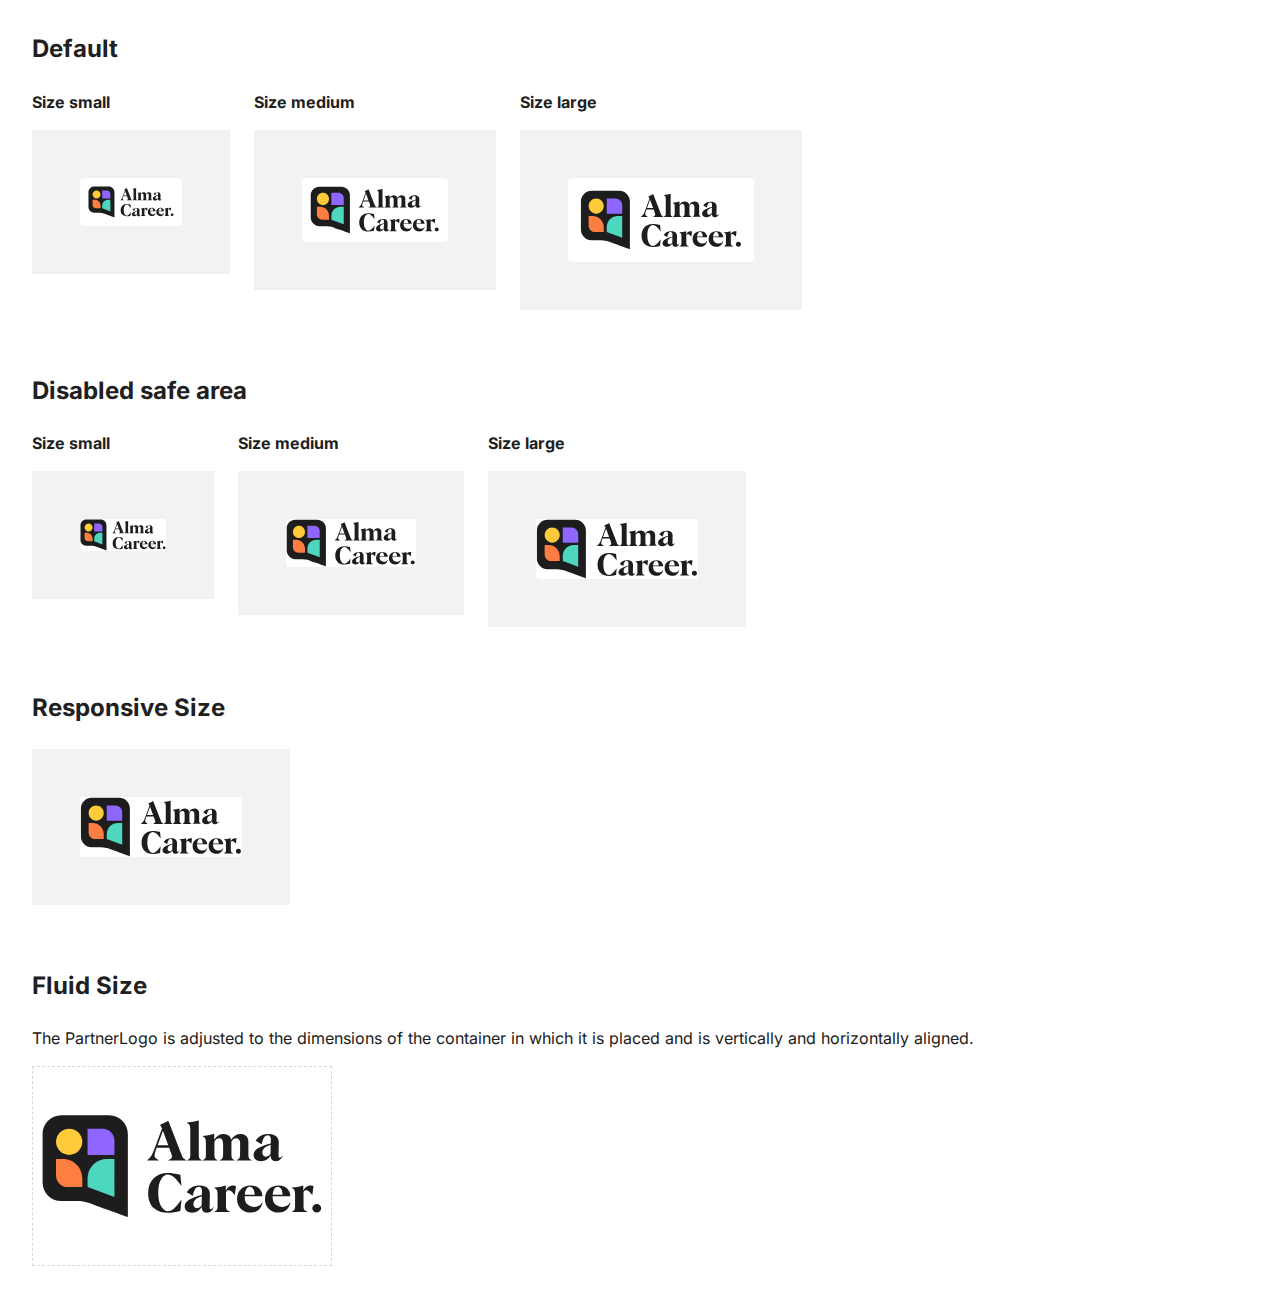 Default
Size small
Size medium
Size large
Alma
Career.
Alma
Career.
Alma
Career.
Disabled safe area
Size small
Size medium
Size large
Alma
Career.
Alma
Career.
Alma
Career.
Responsive Size
Alma
Career.
Fluid Size
The PartnerLogo is adjusted to the dimensions of the container in which it is placed and is vertically and horizontally aligned.
Alma
Career.